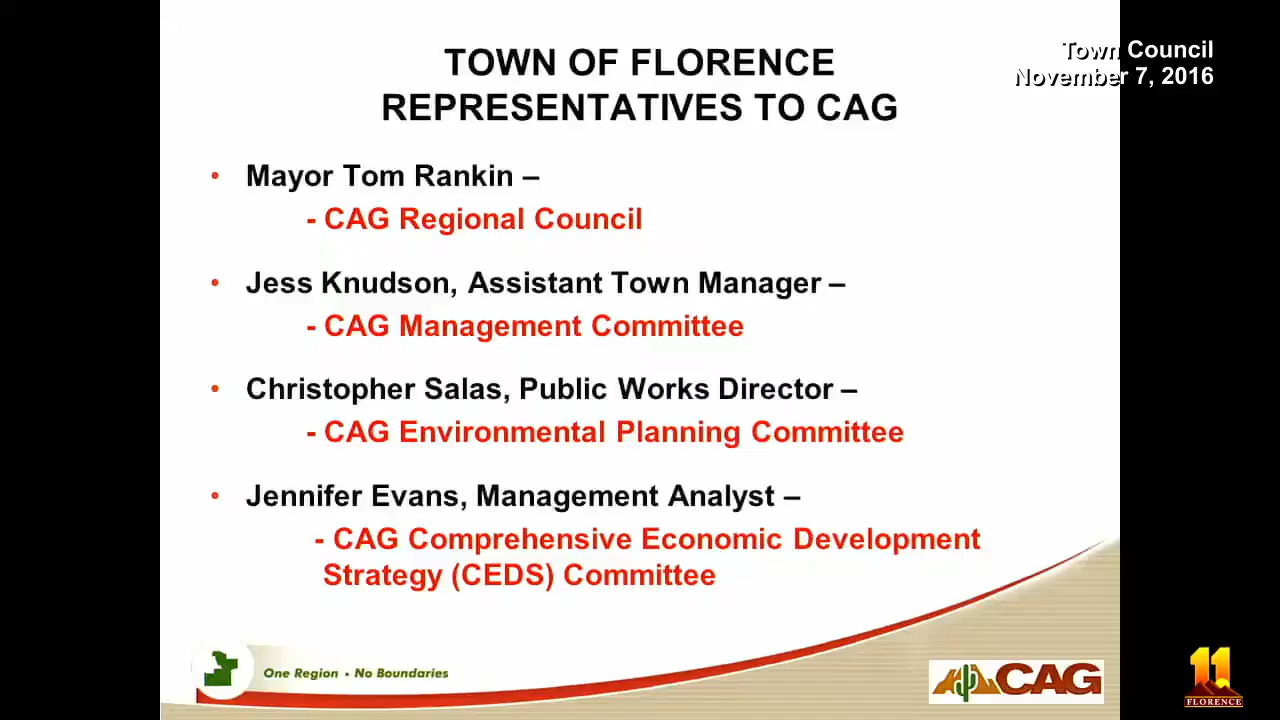 TOWN OF FLORENCE
REPRESENTATIVES TO CAG
Town Council
November 7, 2016
• Mayor Tom Rankin –
- CAG Regional Council
• Jess Knudson, Assistant Town Manager –
- CAG Management Committee
• Christopher Salas, Public Works Director –
- CAG Environmental Planning Committee
• Jennifer Evans, Management Analyst –
- CAG Comprehensive Economic Development
Strategy (CEDS) Committee
One Region • No Boundaries
CAG
11
FLORENCE